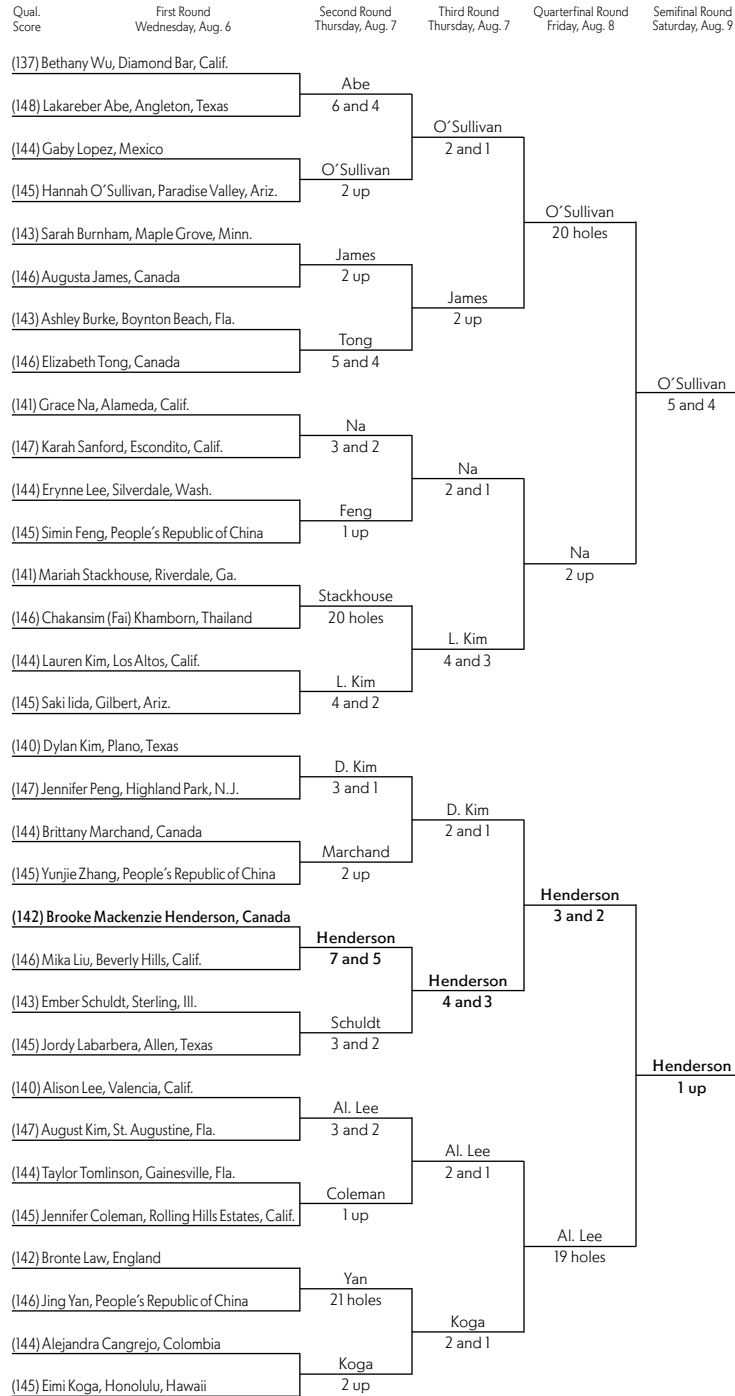 Qual. Score
First Round Wednesday, Aug. 6
Second Round Thursday, Aug. 7
Third Round Thursday, Aug. 7
Quarterfinal Round Friday, Aug. 8
Semifinal Round Saturday, Aug. 9
(137) Bethany Wu, Diamond Bar, Calif.
Abe
(148) Lakareber Abe, Angleton, Texas
6 and 4
O´Sullivan
(144) Gaby Lopez, Mexico
2 and 1
O´Sullivan
(145) Hannah O´Sullivan, Paradise Valley, Ariz.
2 up
O´Sullivan
(143) Sarah Burnham, Maple Grove, Minn.
20 holes
James
(146) Augusta James, Canada
2 up
James
(143) Ashley Burke, Boynton Beach, Fla.
2 up
Tong
(146) Elizabeth Tong, Canada
5 and 4
O´Sullivan
(141) Grace Na, Alameda, Calif.
5 and 4
Na
(147) Karah Sanford, Escondito, Calif.
3 and 2
Na
(144) Erynne Lee, Silverdale, Wash.
2 and 1
Feng
(145) Simin Feng, People's Republic of China
1 up
Na
(141) Mariah Stackhouse, Riverdale, Ga.
2 up
Stackhouse
(146) Chakansim (Fai) Khamborn, Thailand
20 holes
L. Kim
(144) Lauren Kim, Los Altos, Calif.
4 and 3
L. Kim
(145) Saki Iida, Gilbert, Ariz.
4 and 2
(140) Dylan Kim, Plano, Texas
D. Kim
(147) Jennifer Peng, Highland Park, N.J.
3 and 1
D. Kim
(144) Brittany Marchand, Canada
2 and 1
Marchand
(145) Yunjie Zhang, People's Republic of China
2 up
Henderson
(142) Brooke Mackenzie Henderson, Canada
3 and 2
Henderson
(146) Mika Liu, Beverly Hills, Calif.
7 and 5
Henderson
(143) Ember Schuldt, Sterling, Ill.
4 and 3
Schuldt
(145) Jordy Labarbera, Allen, Texas
3 and 2
Henderson
(140) Alison Lee, Valencia, Calif.
1 up
Al. Lee
(147) August Kim, St. Augustine, Fla.
3 and 2
Al. Lee
(144) Taylor Tomlinson, Gainesville, Fla.
2 and 1
Coleman
(145) Jennifer Coleman, Rolling Hills Estates, Calif.
1 up
Al. Lee
(142) Bronte Law, England
19 holes
Yan
(146) Jing Yan, People's Republic of China
21 holes
Koga
(144) Alejandra Cangrejo, Colombia
2 and 1
Koga
(145) Eimi Koga, Honolulu, Hawaii
2 up